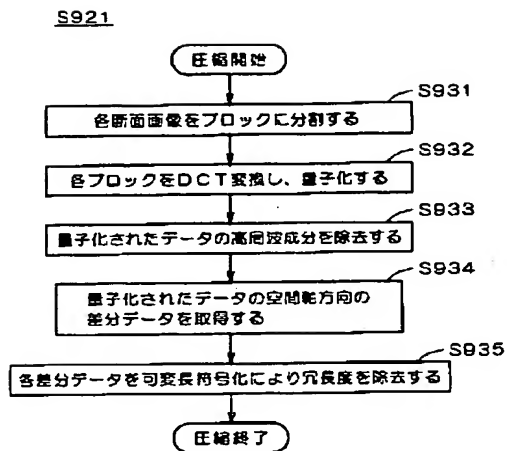 S921
圧縮開始
S931
各断面画像をブロックに分割する
S932
各ブロックをDCT変換し、量子化する
S933
量子化されたデータの高周波成分を除去する
S934
量子化されたデータの空間軸方向の
差分データを取得する
S935
各差分データを可変長符号化により冗長度を除去する
圧縮終了